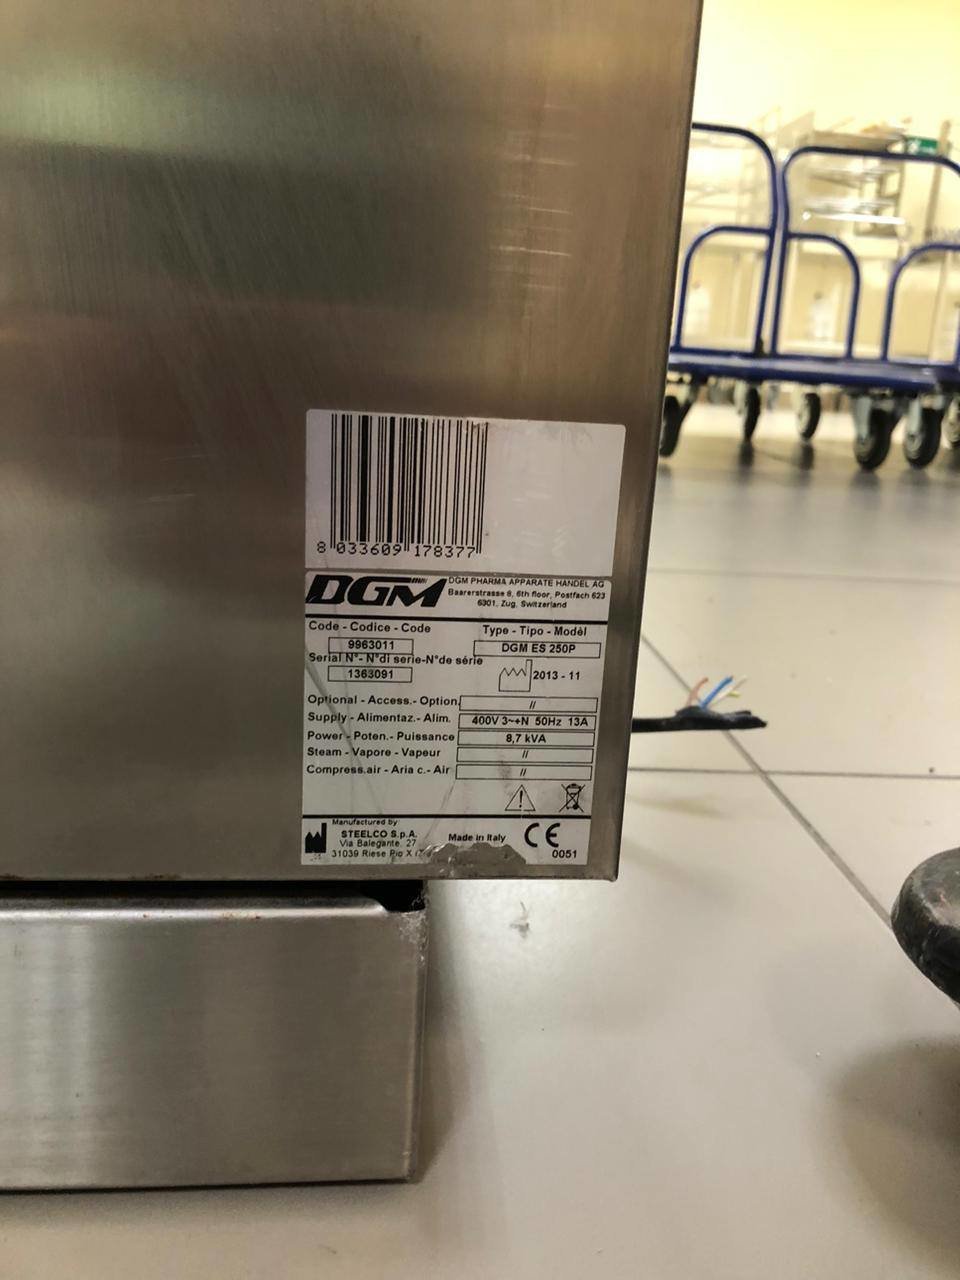 8 033609 178377
DGM
DGM PHARMA APPARATE HANDEL AG
Baarerstrasse 8, 6th floor, Postfach 623
6301, Zug, Switzerland
Code - Codice - Code
9963011
Type - Tipo - Modèl
DGM ES 250P
Serial N°- N°di serie-N°de série
1363091
2013 - 11
Optional - Access.- Option.
//
Supply - Alimentaz.- Alim.
400V 3~+N 50Hz 13A
Power - Poten.- Puissance
8,7 kVA
Steam - Vapore - Vapeur
//
Compress.air - Aria c.- Air
//
Manufactured by:
STEELCO S.p.A.
Via Balegante, 27
31039 Riese Pio X
Made in Italy
CE
0051